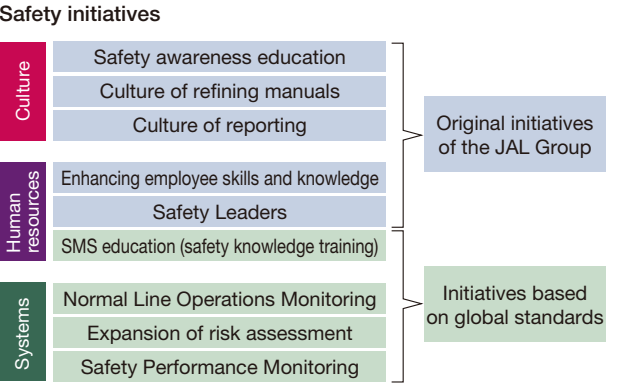 Safety initiatives
Culture
Safety awareness education
Culture of refining manuals
Culture of reporting
Original initiatives
of the JAL Group
Human
resources
Enhancing employee skills and knowledge
Safety Leaders
SMS education (safety knowledge training)
Initiatives based
on global standards
Systems
Normal Line Operations Monitoring
Expansion of risk assessment
Safety Performance Monitoring